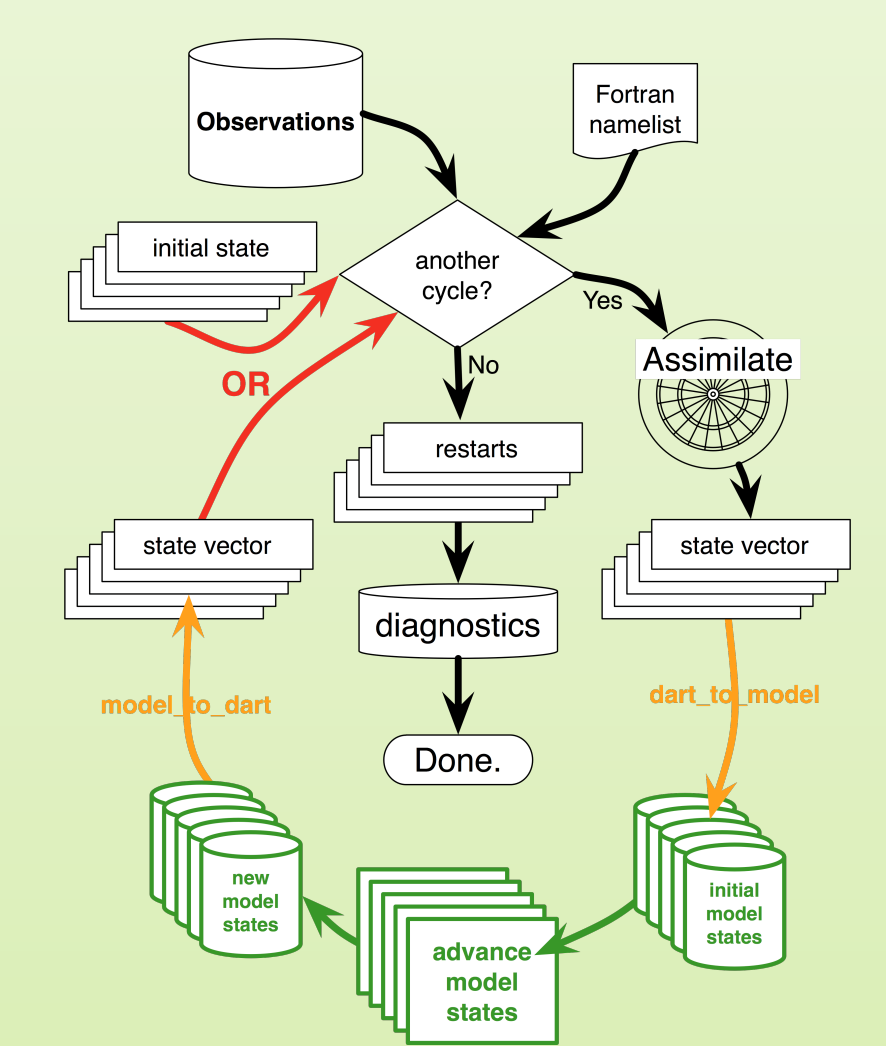 Observations
Fortran
namelist
initial state
another
cycle?
Yes
No
Assimilate
OR
restarts
state vector
state vector
diagnostics
model_to_dart
dart_to_model
Done.
new
model
states
initial
model
states
advance
model
states